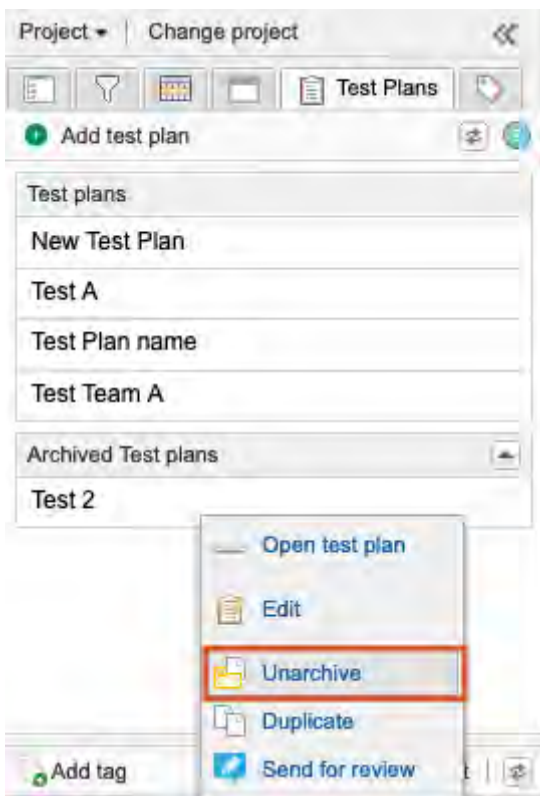 Project Change project
Test Plans
Add test plan
Test plans
New Test Plan
Test A
Test Plan name
Test Team A
Archived Test plans
Test 2
Open test plan
Edit
Unarchive
Duplicate
Add tag
Send for review